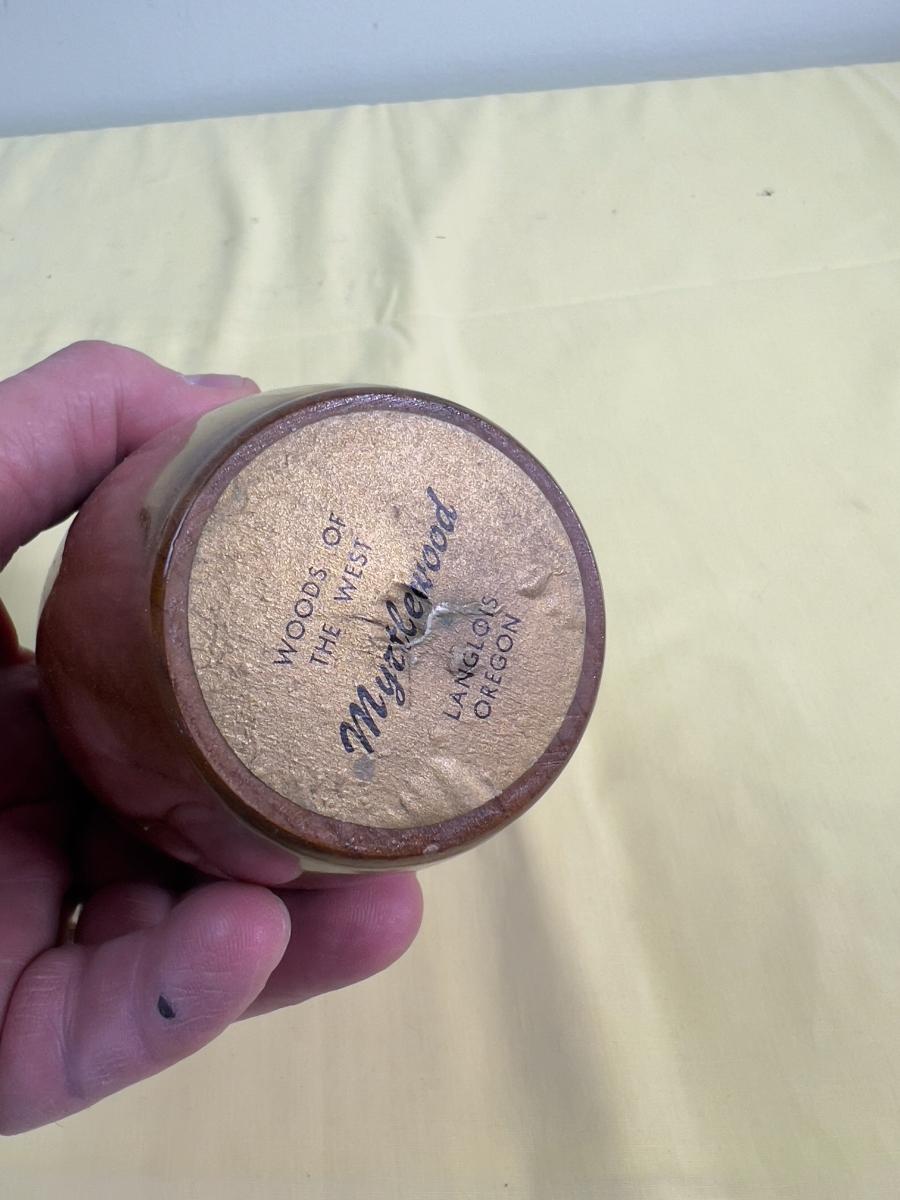 WOODS OF
THE WEST
Myrtlewood
LANGLOIS
OREGON